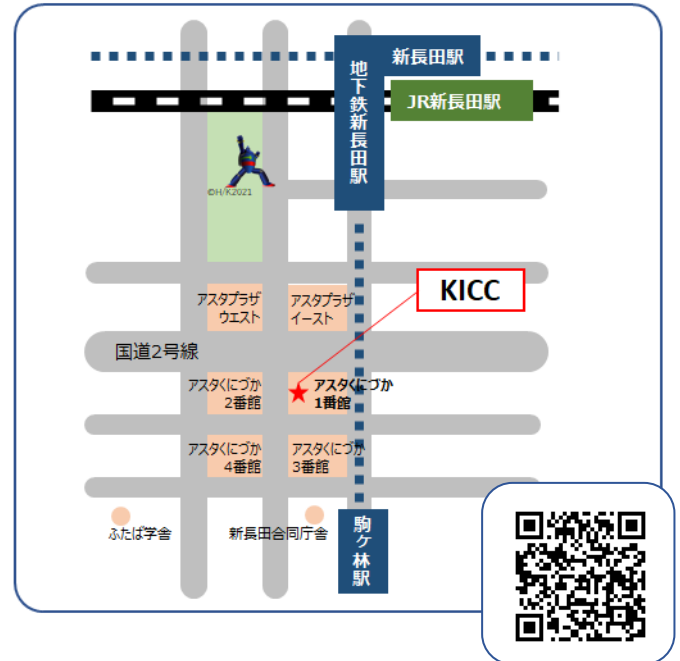 新長田駅
JR新長田駅
地下鉄新長田駅
©H/K2021
KICC
アスタプラザ
ウエスト
アスタプラザ
イースト
国道2号線
アスタくにづか
2番館
アスタくにづか
1番館
アスタくにづか
4番館
アスタくにづか
3番館
ふたば学舎
新長田合同庁舎
駒ケ林駅